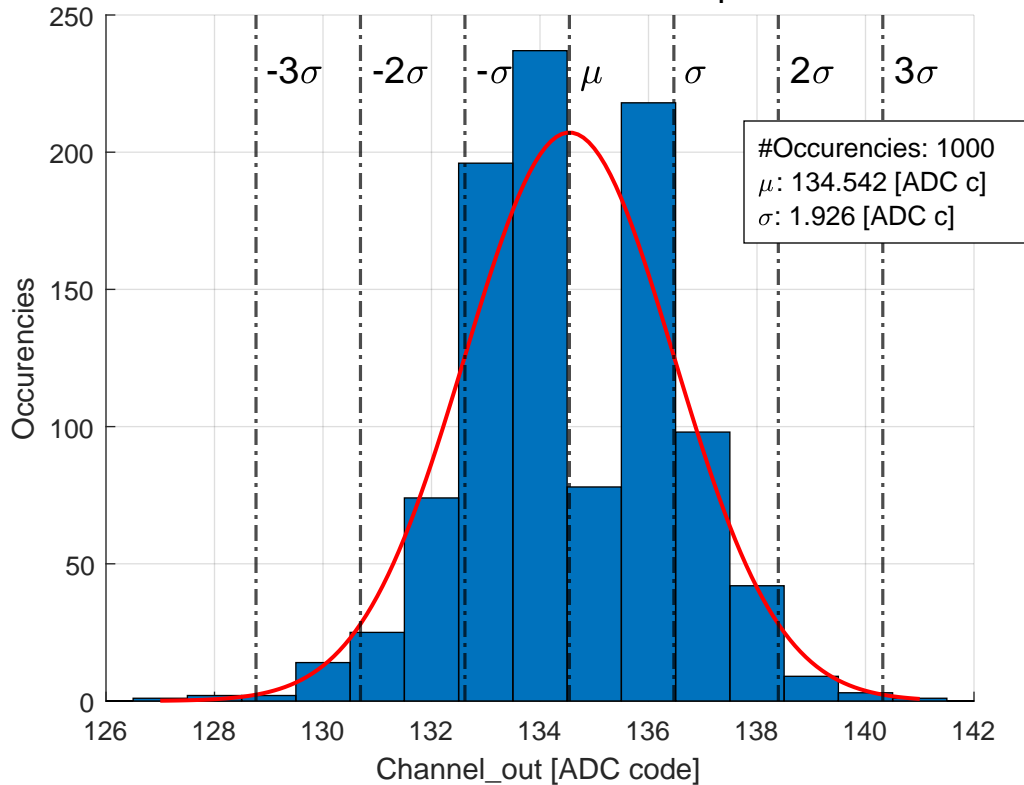 250
200
150
100
50
0
-3σ
-2σ
-σ
μ
σ
2σ
3σ
#Occurencies: 1000
μ: 134.542 [ADC c]
σ: 1.926 [ADC c]
Occurencies
126
128
130
132
134
136
138
140
142
Channel_out [ADC code]